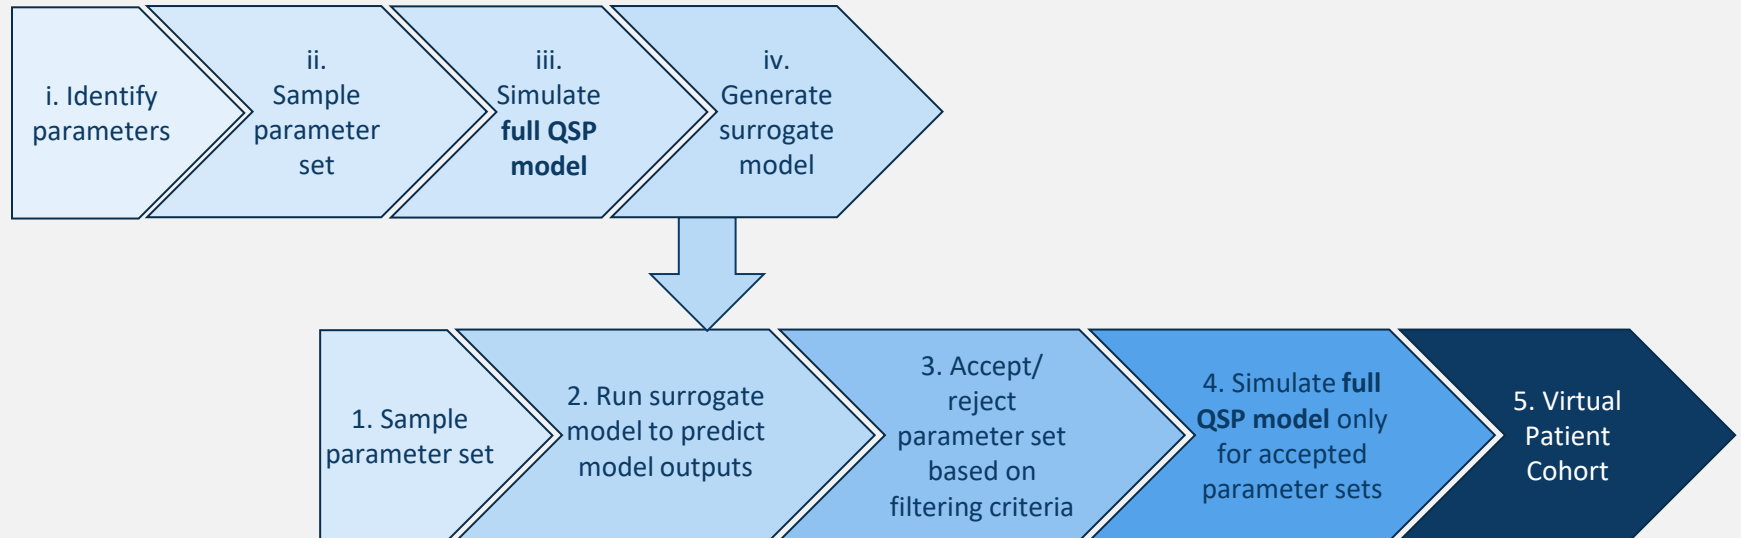 i. Identify
parameters
ii.
Sample
parameter
set
iii.
Simulate
full QSP
model
iv.
Generate
surrogate
model
1. Sample
parameter set
2. Run surrogate
model to predict
model outputs
3. Accept/
reject
parameter set
based on
filtering criteria
4. Simulate full
QSP model only
for accepted
parameter sets
5. Virtual
Patient
Cohort